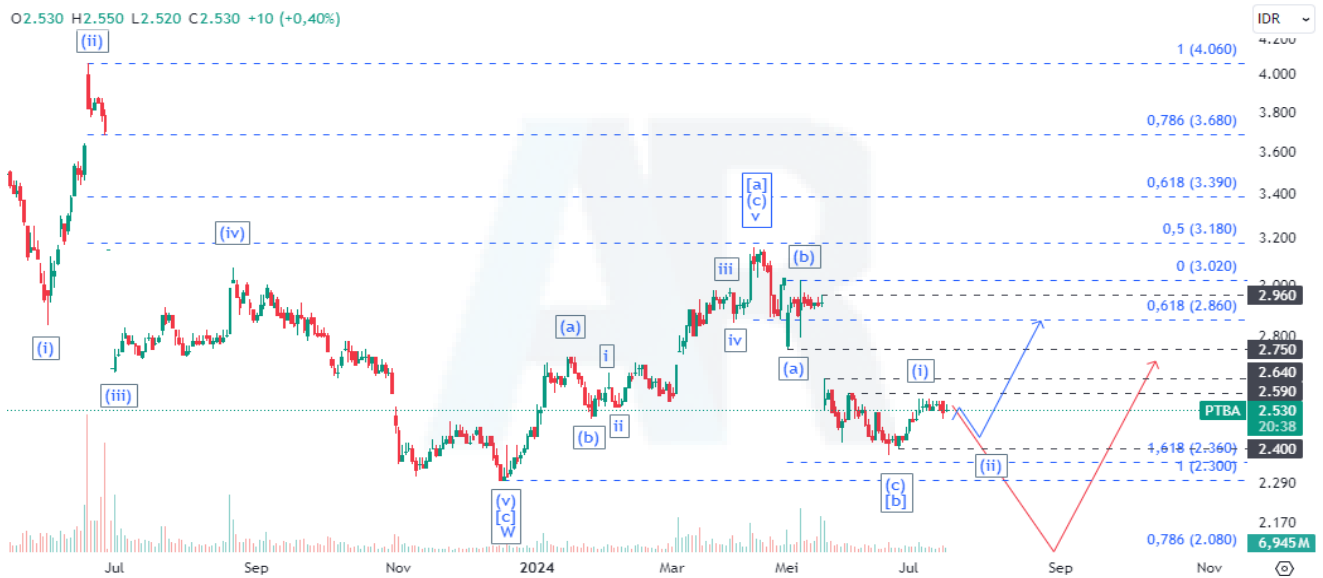 O2.530 H2.550 L2.520 C2.530 +10 (+0,40%)
IDR
4.200
(ii)
1 (4.060)
4.000
3.800
0,786 (3.680)
3.600
0,618 (3.390)
3.400
[a]
(c)
v
0,5 (3.180)
3.200
(iv)
(b)
iii
0 (3.020)
3.000
2.960
0,618 (2.860)
2.800
iv
(i)
(a)
i
2.750
(a)
(i)
2.640
2.590
(iii)
(b)
ii
PTBA
2.530
20:38
1,618 (2.360)
2.400
1 (2.300)
(ii)
2.290
(c)
[b]
(v)
[c]
W
2.170
0,786 (2.080)
6,945M
Jul
Sep
Nov
2024
Mar
Mei
Jul
Sep
Nov
AR